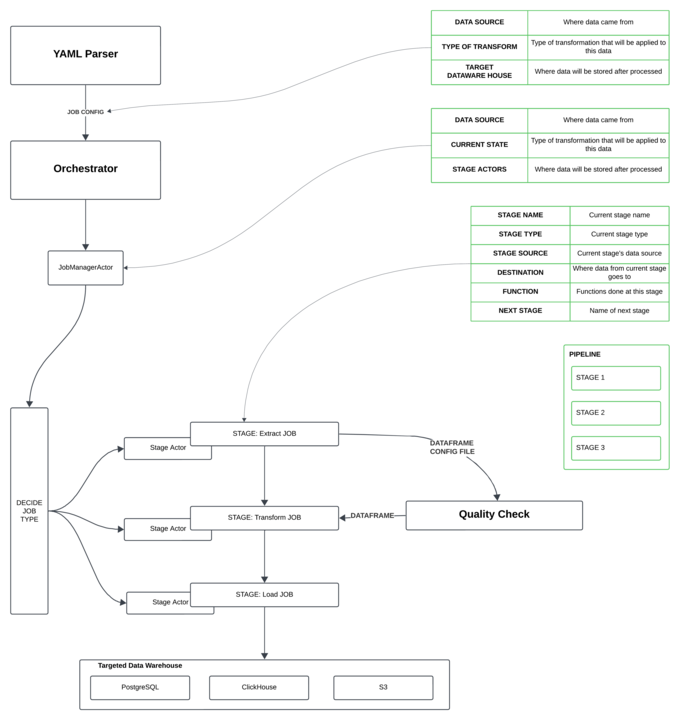 YAML Parser
JOB CONFIG
Orchestrator
JobManagerActor
DATA SOURCE
Where data came from
TYPE OF TRANSFORM
Type of transformation that will be applied to
this data
TARGET
DATAWARE HOUSE
Where data will be stored after processed
DATA SOURCE
Where data came from
CURRENT STATE
Type of transformation that will be applied to
this data
STAGE ACTORS
Where data will be stored after processed
STAGE NAME
Current stage name
STAGE TYPE
Current stage type
STAGE SOURCE
Current stage's data source
DESTINATION
Where data from current stage
goes to
FUNCTION
Functions done at this stage
NEXT STAGE
Name of next stage
PIPELINE
STAGE 1
STAGE 2
STAGE 3
DECIDE
JOB
TYPE
Stage Actor
STAGE: Extract JOB
DATAFRAME
CONFIG FILE
Stage Actor
STAGE: Transform JOB
DATAFRAME
Quality Check
Stage Actor
STAGE: Load JOB
Targeted Data Warehouse
PostgreSQL
ClickHouse
S3